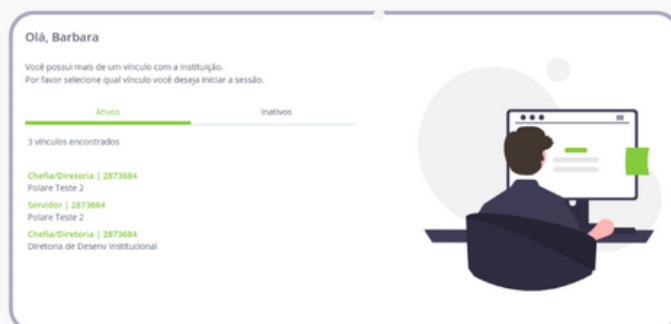 Olá, Barbara
Você possui mais de um vínculo com a instituição.
Por favor selecione qual vínculo você deseja iniciar a sessão.
Ativos
Inativos
3 vínculos encontrados
Chefia/Diretoria | 2873684
Polare Teste 2
Servidor | 2873684
Polare Teste 2
Chefia/Diretoria | 2873684
Diretoria de Desenv Institucional